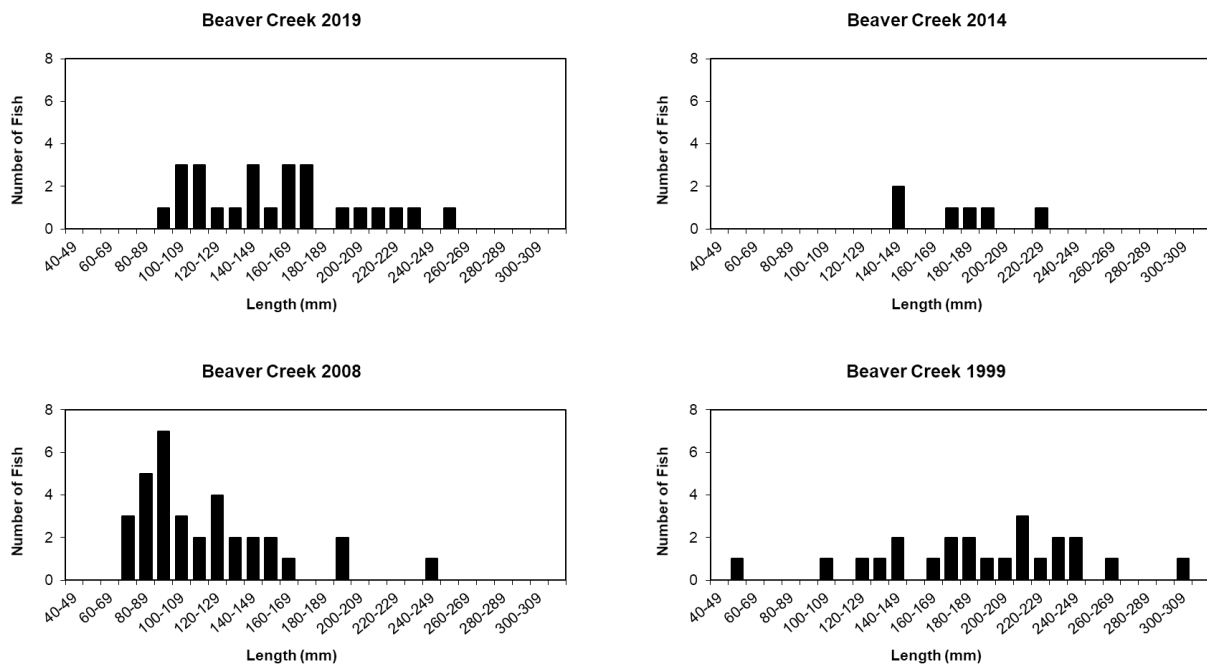 Beaver Creek 2019
8
6
4
2
0
Number of Fish
40-49 60-69 80-89 100-109 120-129 140-149 160-169 180-189 200-209 220-229 240-249 260-269 280-289 300-309
Length (mm)
Beaver Creek 2014
8
6
4
2
0
Number of Fish
40-49 60-69 80-89 100-109 120-129 140-149 160-169 180-189 200-209 220-229 240-249 260-269 280-289 300-309
Length (mm)
Beaver Creek 2008
8
6
4
2
0
Number of Fish
40-49 60-69 80-89 100-109 120-129 140-149 160-169 180-189 200-209 220-229 240-249 260-269 280-289 300-309
Length (mm)
Beaver Creek 1999
8
6
4
2
0
Number of Fish
40-49 60-69 80-89 100-109 120-129 140-149 160-169 180-189 200-209 220-229 240-249 260-269 280-289 300-309
Length (mm)